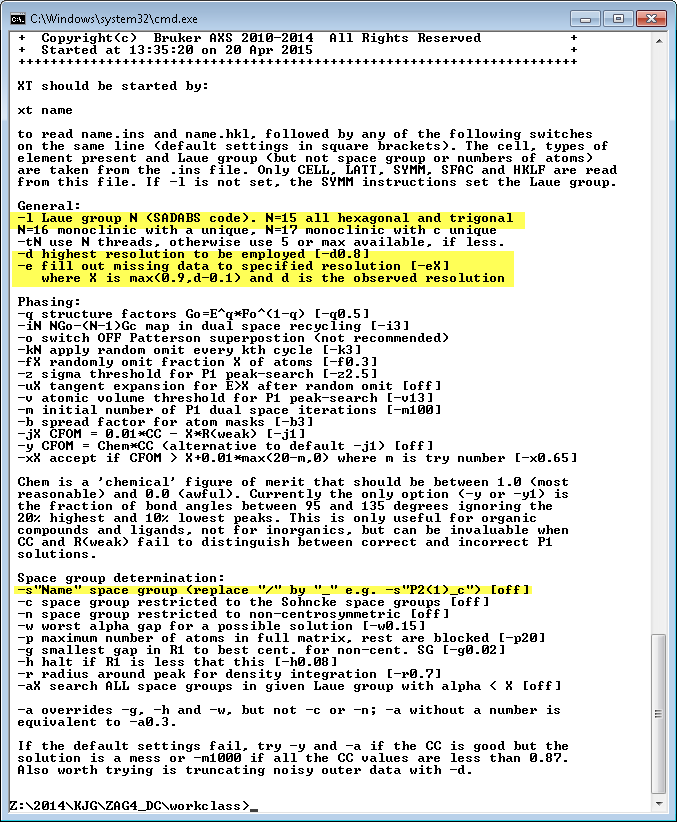 C:\Windows\system32\cmd.exe
+  Copyright(c)  Bruker AXS 2010-2014  All Rights Reserved  +
+  Started at 13:35:20 on 20 Apr 2015  +
+++++++++++++++++++++++++++++++++++++++++++++++++++++++++++++++++++++
XT should be started by:
xt name
to read name.ins and name.hkl, followed by any of the following switches
on the same line (default settings in square brackets). The cell, types of
element present and Laue group (but not space group or numbers of atoms)
are taken from the .ins file. Only CELL, LATT, SYMM, SFAC and HKLF are read
from this file. If -l is not set, the SYMM instructions set the Laue group.
General:
-l Laue group N (SADABS code). N=15 all hexagonal and trigonal
N=16 monoclinic with a unique, N=17 monoclinic with c unique
-tN use N threads, otherwise use 5 or max available, if less.
-d highest resolution to be employed [-d0.8]
-e fill out missing data to specified resolution [-eX]
where X is max(0.9,d-0.1) and d is the observed resolution
Phasing:
-q structure factors Go=E^q*Fo^(1-q) [-q0.5]
-iN NGo-(N-1)Gc map in dual space recycling [-i3]
-o switch OFF Patterson superpostion (not recommended)
-kN apply random omit every kth cycle [-k3]
-fX randomly omit fraction X of atoms [-f0.3]
-z sigma threshold for P1 peak-search [-z2.5]
-uX tangent expansion for E>X after random omit [off]
-v atomic volume threshold for P1 peak-search [-v13]
-m initial number of P1 dual space iterations [-m100]
-b spread factor for atom masks [-b3]
-jX CFOM = 0.01*CC - X*R(weak) [-j1]
-y CFOM = Chem*CC (alternative to default -j1) [off]
-xX accept if CFOM > X+0.01*max(20-m,0) where m is try number [-x0.65]
Chem is a 'chemical' figure of merit that should be between 1.0 (most
reasonable) and 0.0 (awful). Currently the only option (-y or -y1) is
the fraction of bond angles between 95 and 135 degrees ignoring the
20% highest and 10% lowest peaks. This is only useful for organic
compounds and ligands, not for inorganics, but can be invaluable when
CC and R(weak) fail to distinguish between correct and incorrect P1
solutions.
Space group determination:
-s"Name" space group (replace "/" by "_" e.g. -s"P2(1)_c") [off]
-c space group restricted to the Sohncke space groups [off]
-n space group restricted to non-centrosymmetric [off]
-w worst alpha gap for a possible solution [-w0.15]
-p maximum number of atoms in full matrix, rest are blocked [-p20]
-g smallest gap in R1 to best cent. for non-cent. SG [-g0.02]
-h halt if R1 is less that this [-h0.08]
-r radius around peak for density integration [-r0.7]
-aX search ALL space groups in given Laue group with alpha < X [off]
-a overrides -g, -h and -w, but not -c or -n; -a without a number is
equivalent to -a0.3.
If the default settings fail, try -y and -a if the CC is good but the
solution is a mess or -m1000 if all the CC values are less than 0.87.
Also worth trying is truncating noisy outer data with -d.
Z:\2014\KJG\ZAG4_DC\workclass>_